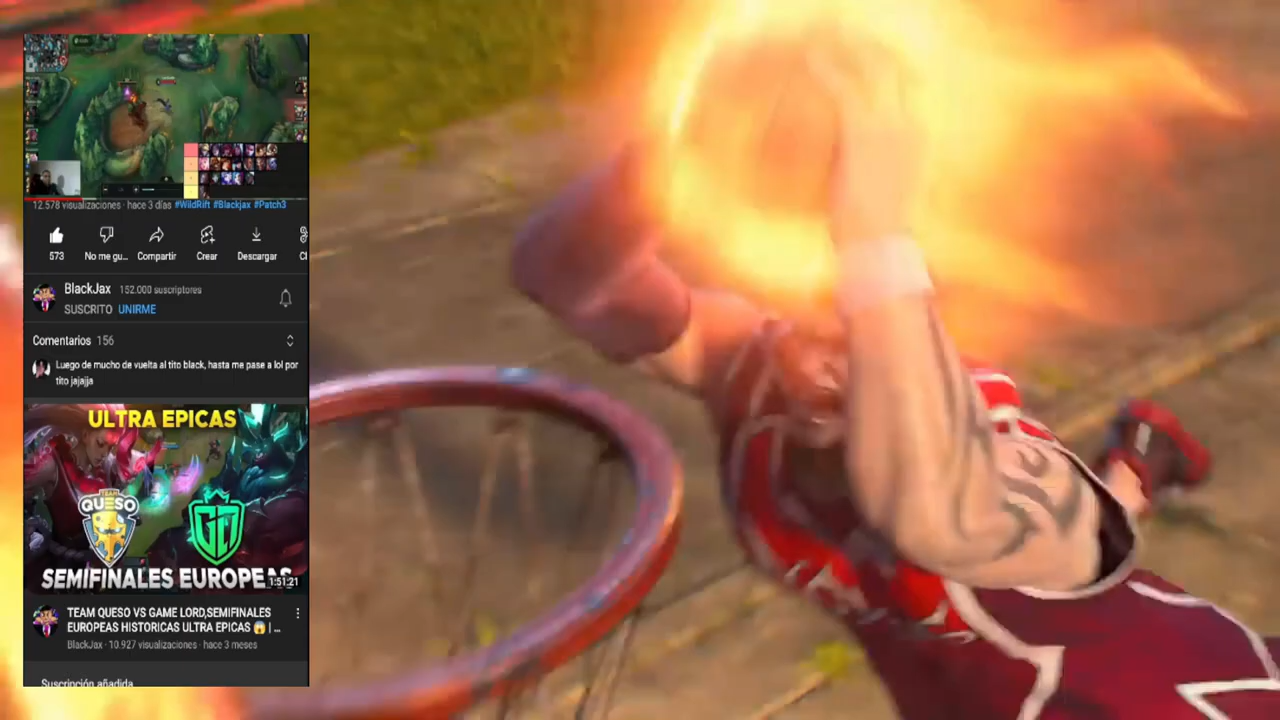 12.578 visualizaciones · hace 3 días #WildRift #Blackjax #Patch3
573
No me gu...
Compartir
Crear
Descargar
BlackJax 152.000 suscriptores
SUSCRITO UNIRME
Comentarios 156
Luego de mucho de vuelta al tito black, hasta me pase a lol por
tito jajajja
ULTRA EPICAS
TEAM
QUESO
SEMIFINALES EUROPEAS
1:51:21
TEAM QUESO VS GAME LORD,SEMIFINALES
EUROPEAS HISTORICAS ULTRA EPICAS 😱 | ...
BlackJax · 10.927 visualizaciones · hace 3 meses
Suscripción añadida